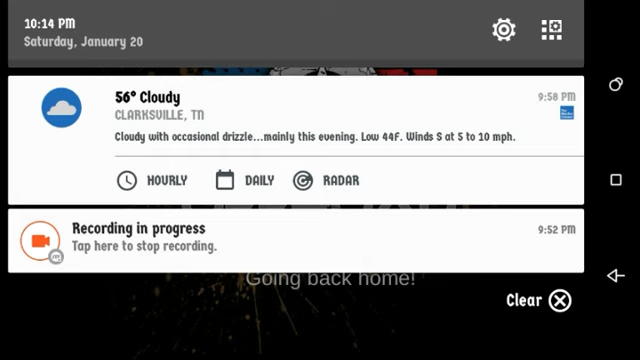 10:14 PM
Saturday, January 20
56° Cloudy
9:58 PM
CLARKSVILLE, TN
Cloudy with occasional drizzle...mainly this evening. Low 44F. Winds S at 5 to 10 mph.
HOURLY
DAILY
RADAR
Recording in progress
9:52 PM
Tap here to stop recording.
Going back home!
Clear